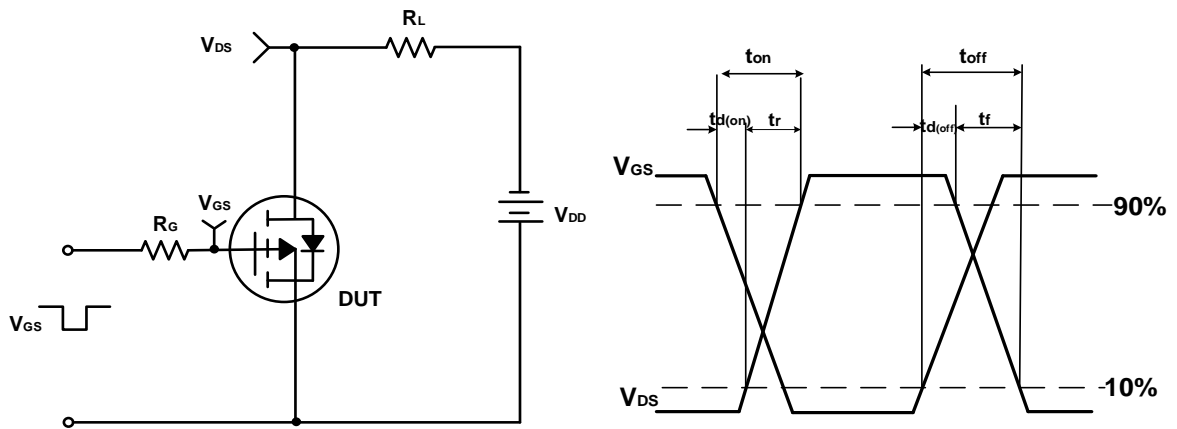 RL
VDS
VGS
RG
VDD
DUT
VGS
ton
toff
td(on)
tr
td(off)
tf
VGS
90%
VDS
10%